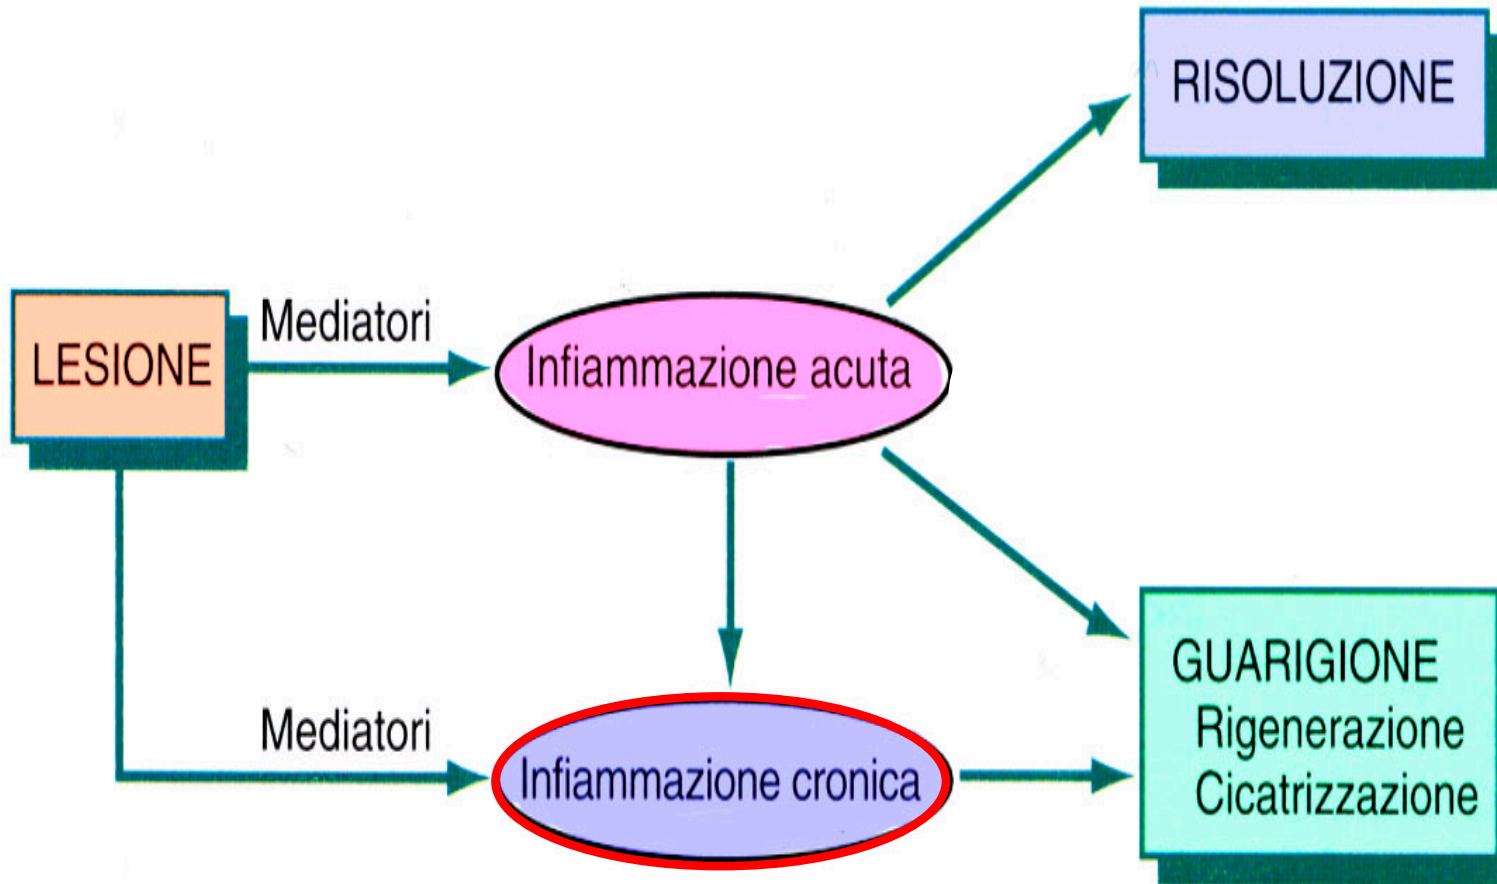 RISOLUZIONE
Mediatori
LESIONE
Infiammazione acuta
GUARIGIONE
Rigenerazione
Cicatrizzazione
Mediatori
Infiammazione cronica